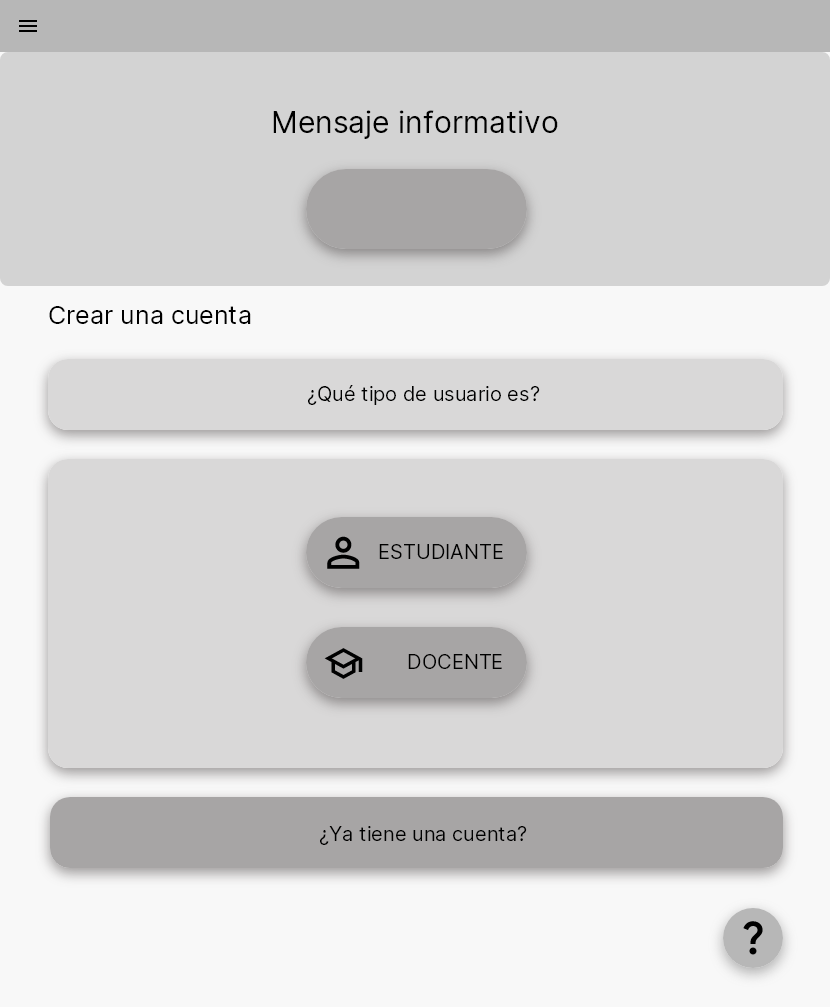 Mensaje informativo
Crear una cuenta
¿Qué tipo de usuario es?
ESTUDIANTE
DOCENTE
¿Ya tiene una cuenta?
?